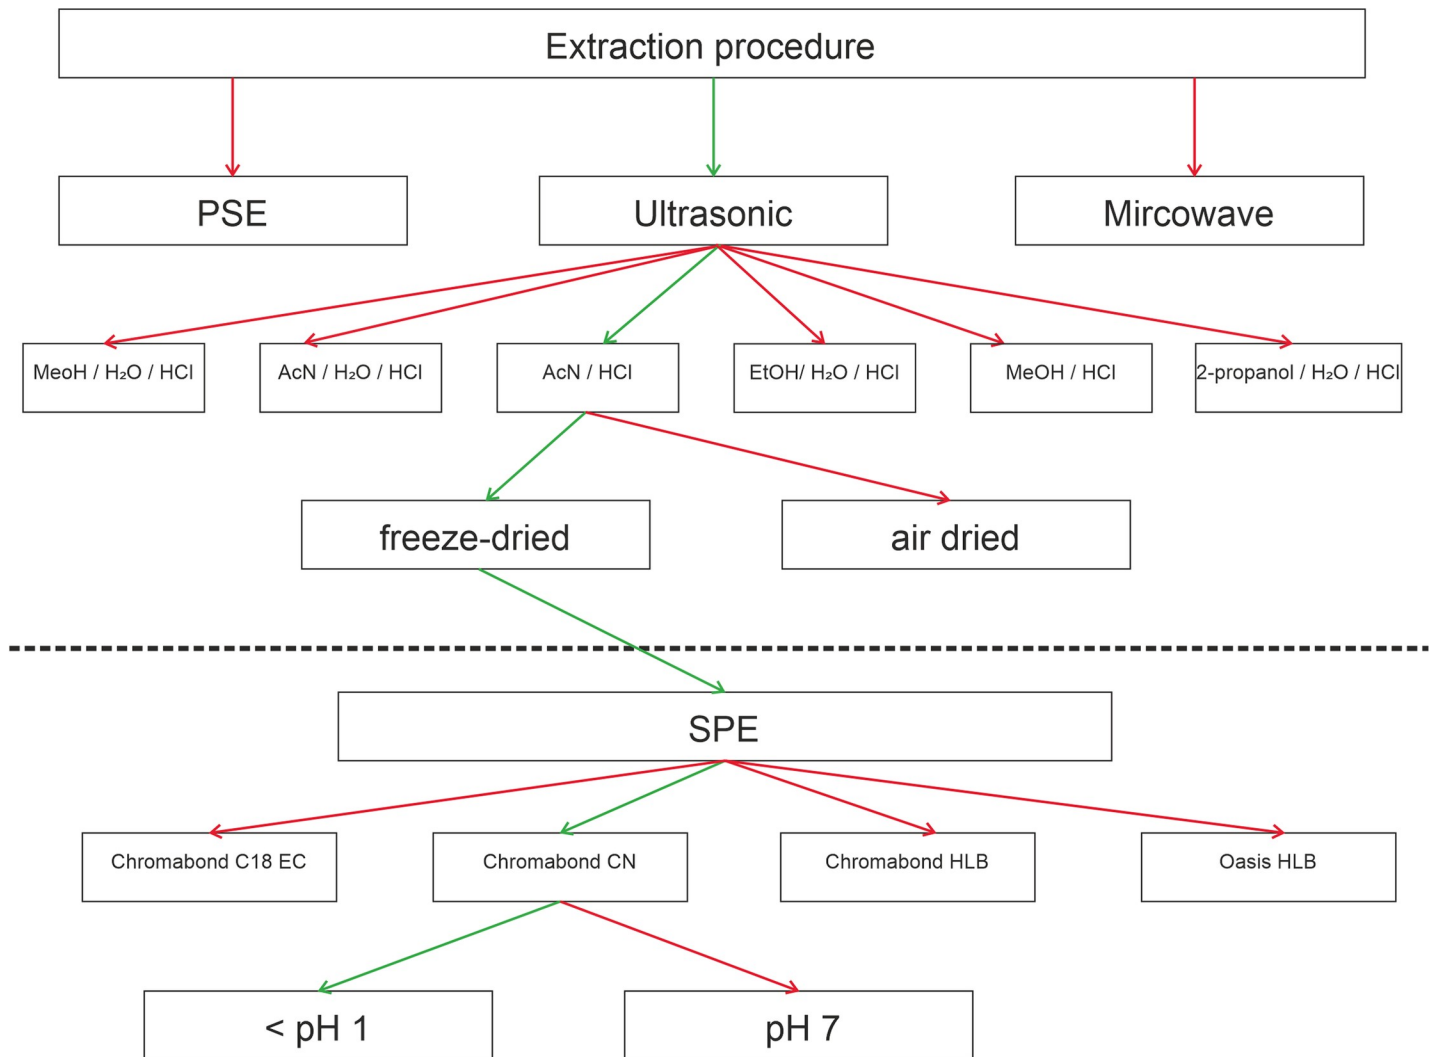 Extraction procedure
PSE
Ultrasonic
Mircowave
MeoH / H₂O / HCl
AcN / H₂O / HCl
AcN / HCl
EtOH/ H₂O / HCl
MeOH / HCl
2-propanol / H₂O / HCl
freeze-dried
air dried
SPE
Chromabond C18 EC
Chromabond CN
Chromabond HLB
Oasis HLB
< pH 1
pH 7